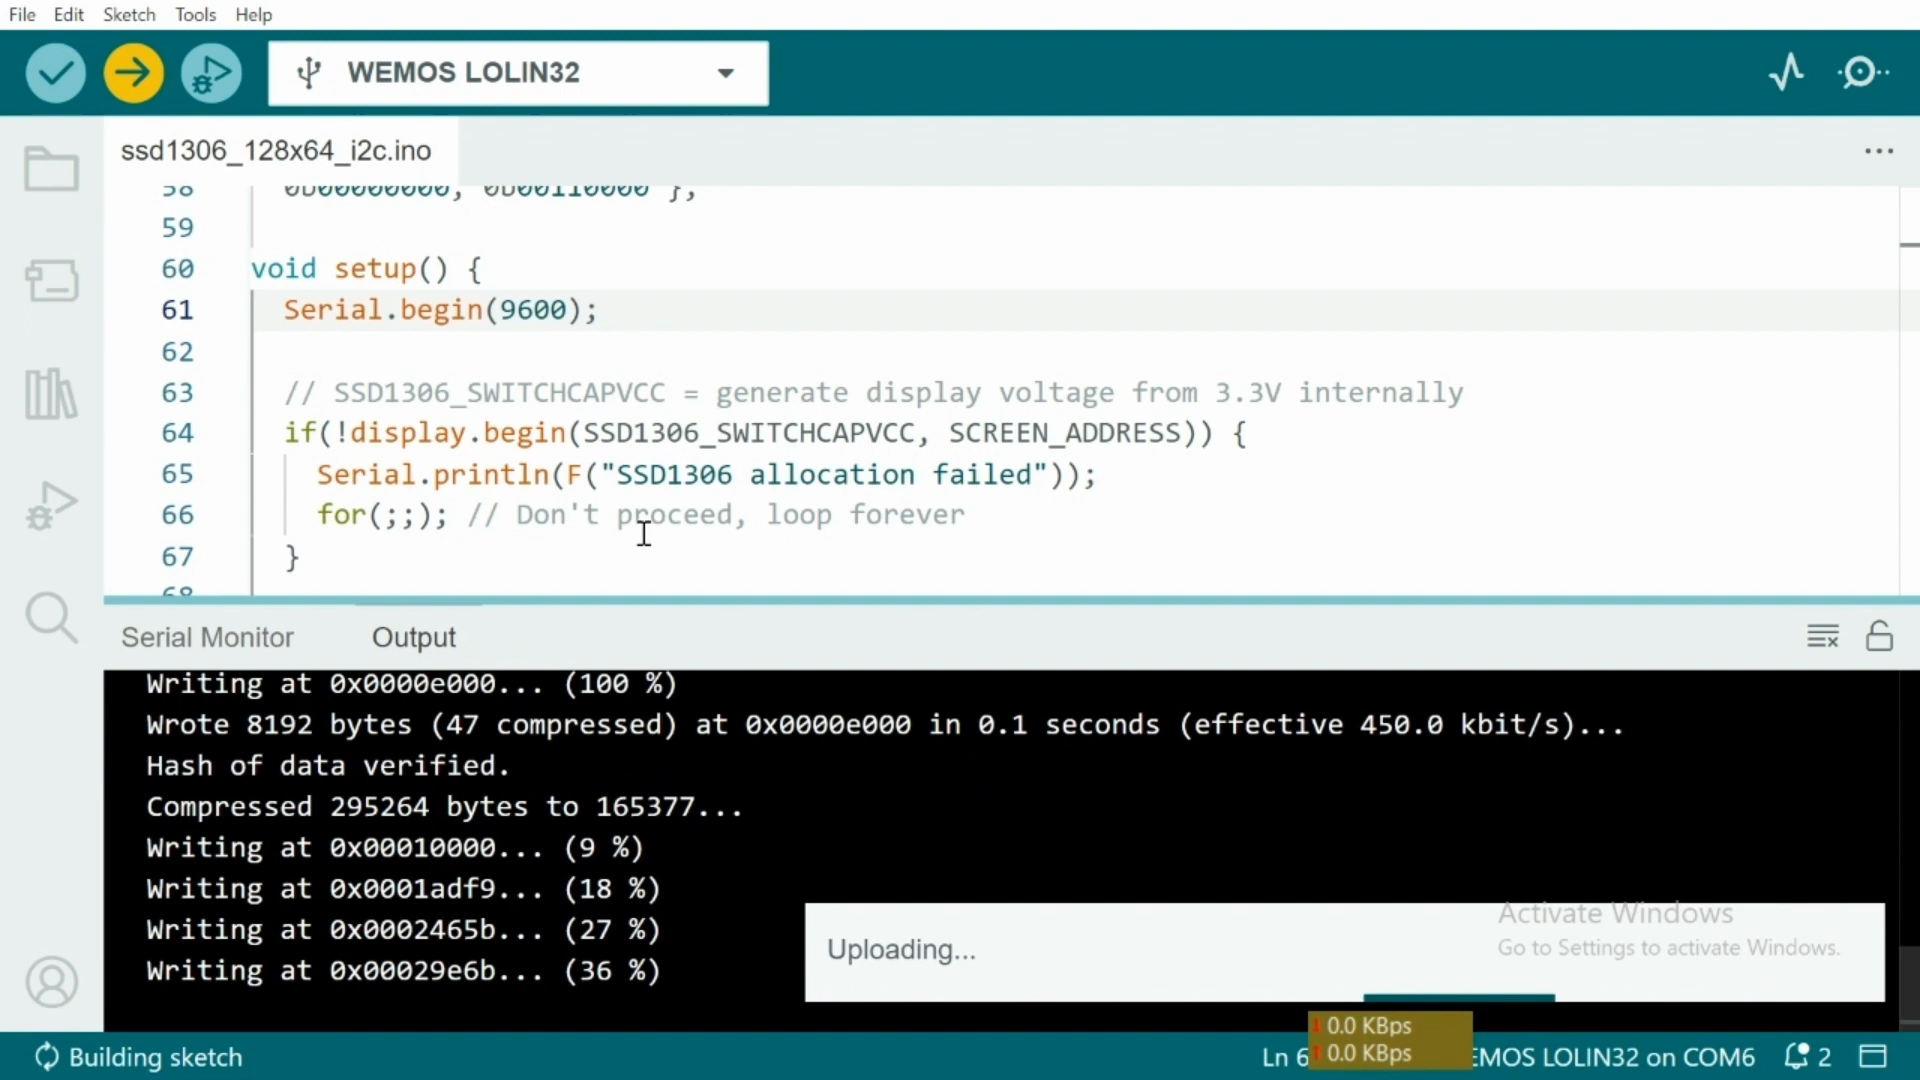 File Edit Sketch Tools Help
WEMOS LOLIN32
ssd1306_128x64_i2c.ino
58 0b00000000, 0b00110000 };
59
60 void setup() {
61 Serial.begin(9600);
62
63 // SSD1306_SWITCHCAPVCC = generate display voltage from 3.3V internally
64 if(!display.begin(SSD1306_SWITCHCAPVCC, SCREEN_ADDRESS)) {
65 Serial.println(F("SSD1306 allocation failed"));
66 for(;;); // Don't proceed, loop forever
67 }
68
Serial Monitor Output
Writing at 0x0000e000... (100 %)
Wrote 8192 bytes (47 compressed) at 0x0000e000 in 0.1 seconds (effective 450.0 kbit/s)...
Hash of data verified.
Compressed 295264 bytes to 165377...
Writing at 0x00010000... (9 %)
Writing at 0x0001adf9... (18 %)
Writing at 0x0002465b... (27 %)
Writing at 0x00029e6b... (36 %)
Uploading...
Activate Windows
Go to Settings to activate Windows.
0.0 KBps
0.0 KBps
Building sketch
Ln 6
EMOS LOLIN32 on COM6 2